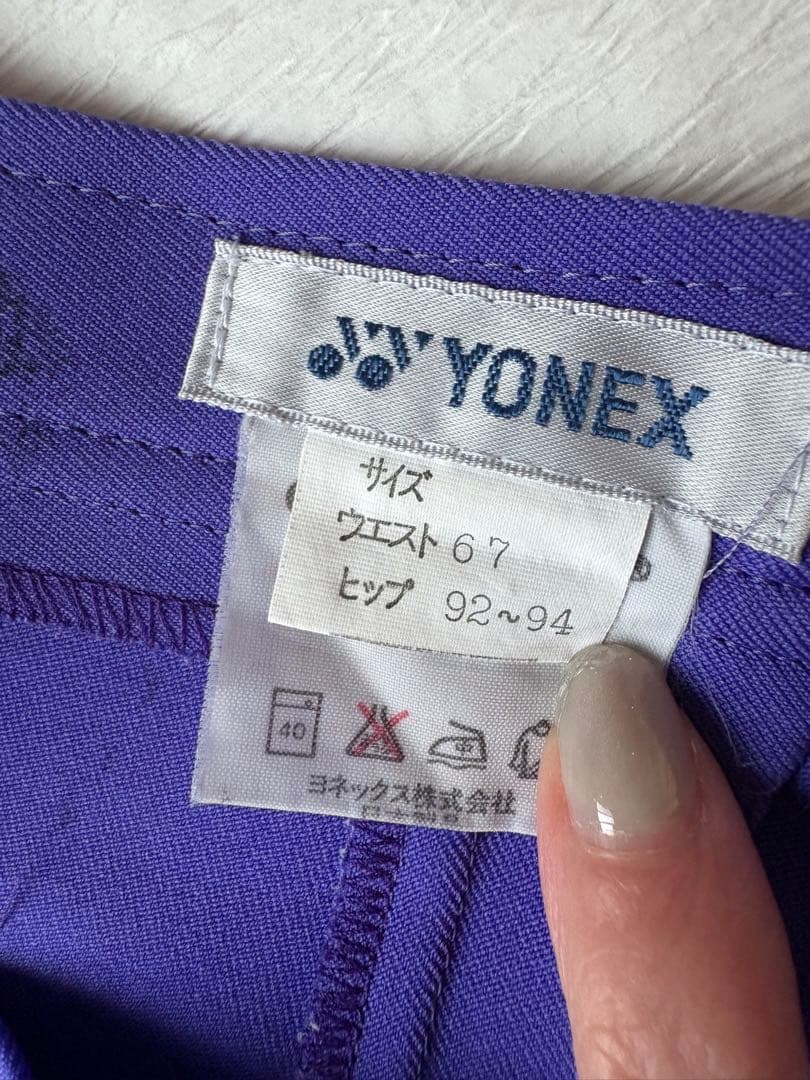 YONEX
サイズ
ウエスト 67
ヒップ 92～94
40
中
ヨネックス株式会社